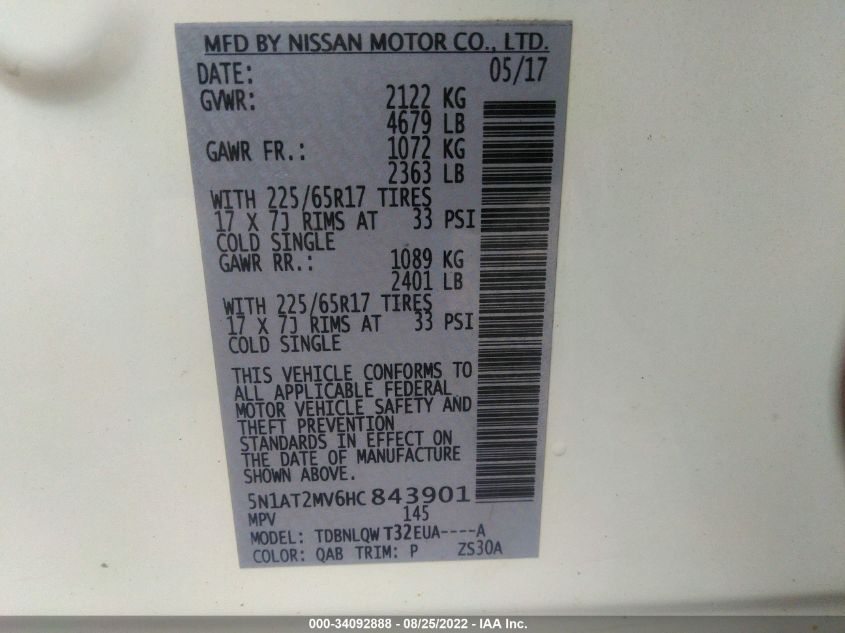 MFD BY NISSAN MOTOR CO., LTD.
DATE: 05/17
GVWR: 2122 KG
4679 LB
GAWR FR.: 1072 KG
2363 LB
WITH 225/65R17 TIRES
17 X 7J RIMS AT 33 PSI
COLD SINGLE
GAWR RR.: 1089 KG
2401 LB
WITH 225/65R17 TIRES
17 X 7J RIMS AT 33 PSI
COLD SINGLE
THIS VEHICLE CONFORMS TO
ALL APPLICABLE FEDERAL
MOTOR VEHICLE SAFETY AND
THEFT PREVENTION
STANDARDS IN EFFECT ON
THE DATE OF MANUFACTURE
SHOWN ABOVE.
5N1AT2MV6HC843901
MPV 145
MODEL: TDBNLQW T32EUA----A
COLOR: QAB TRIM: P ZS30A
000-34092888 - 08/25/2022 - IAA Inc.